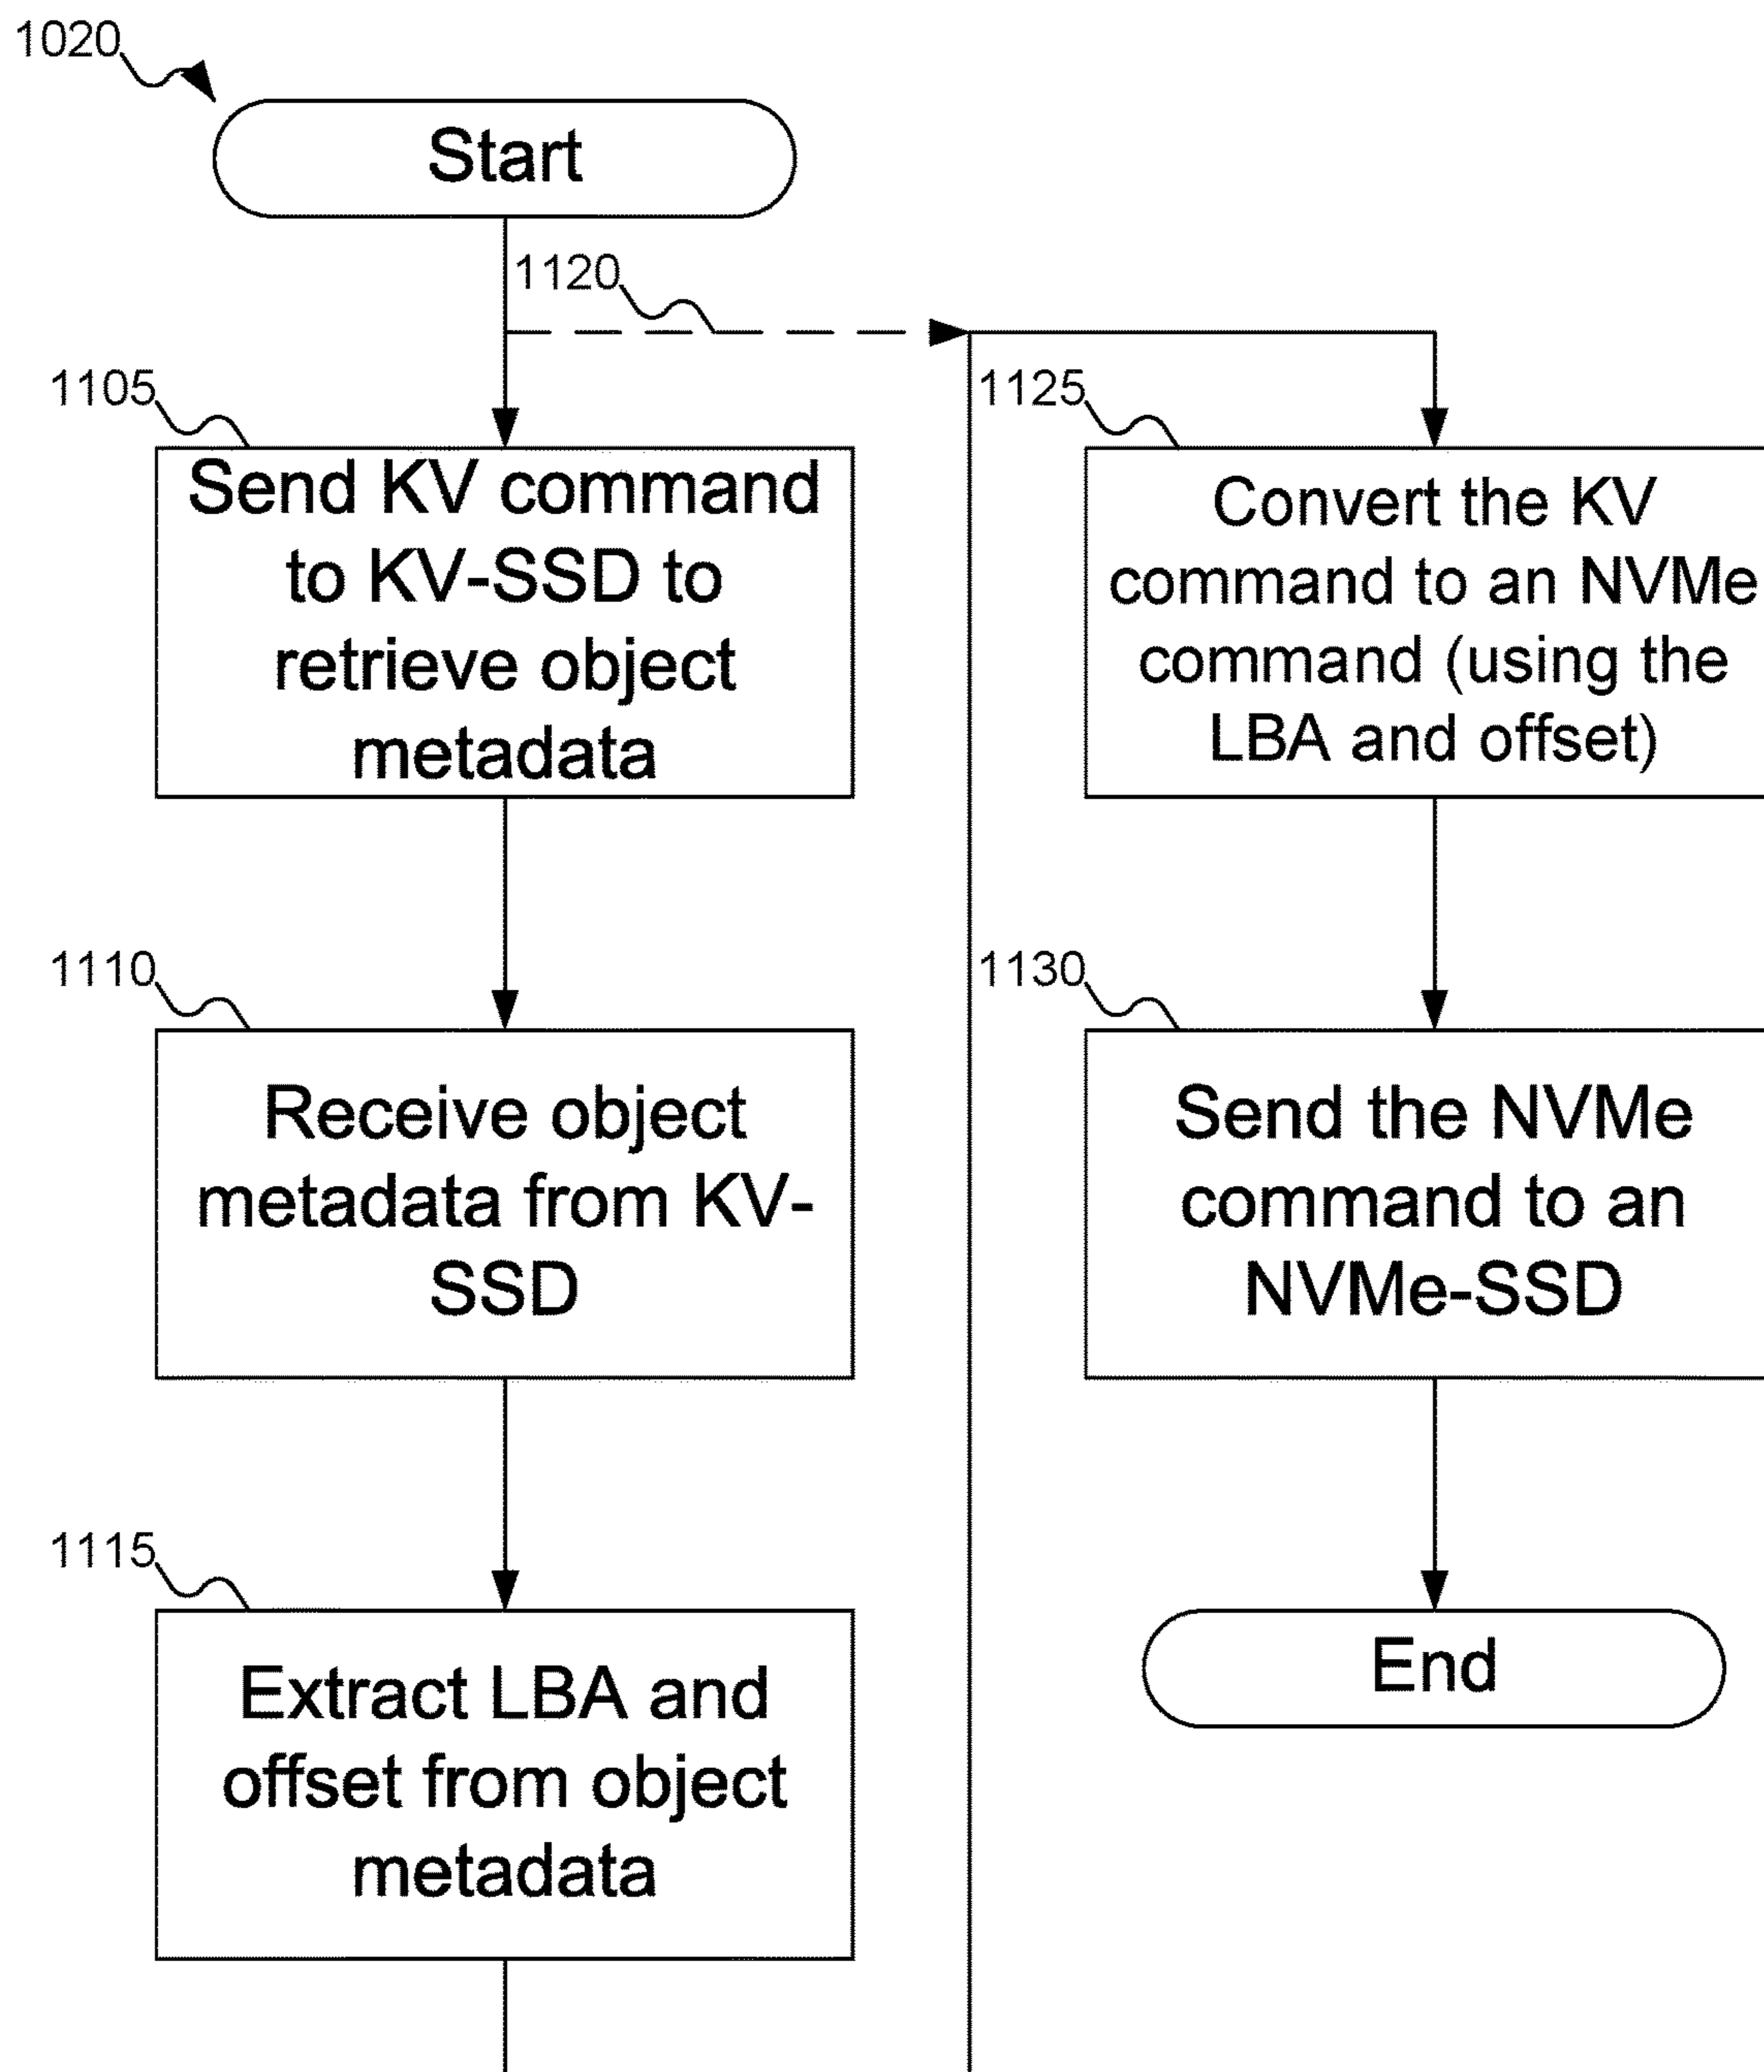 1020
Start
1120
1105
Send KV command
to KV-SSD to
retrieve object
metadata
1110
Receive object
metadata from KV-
SSD
1115
Extract LBA and
offset from object
metadata
1125
Convert the KV
command to an NVMe
command (using the
LBA and offset)
1130
Send the NVMe
command to an
NVMe-SSD
End